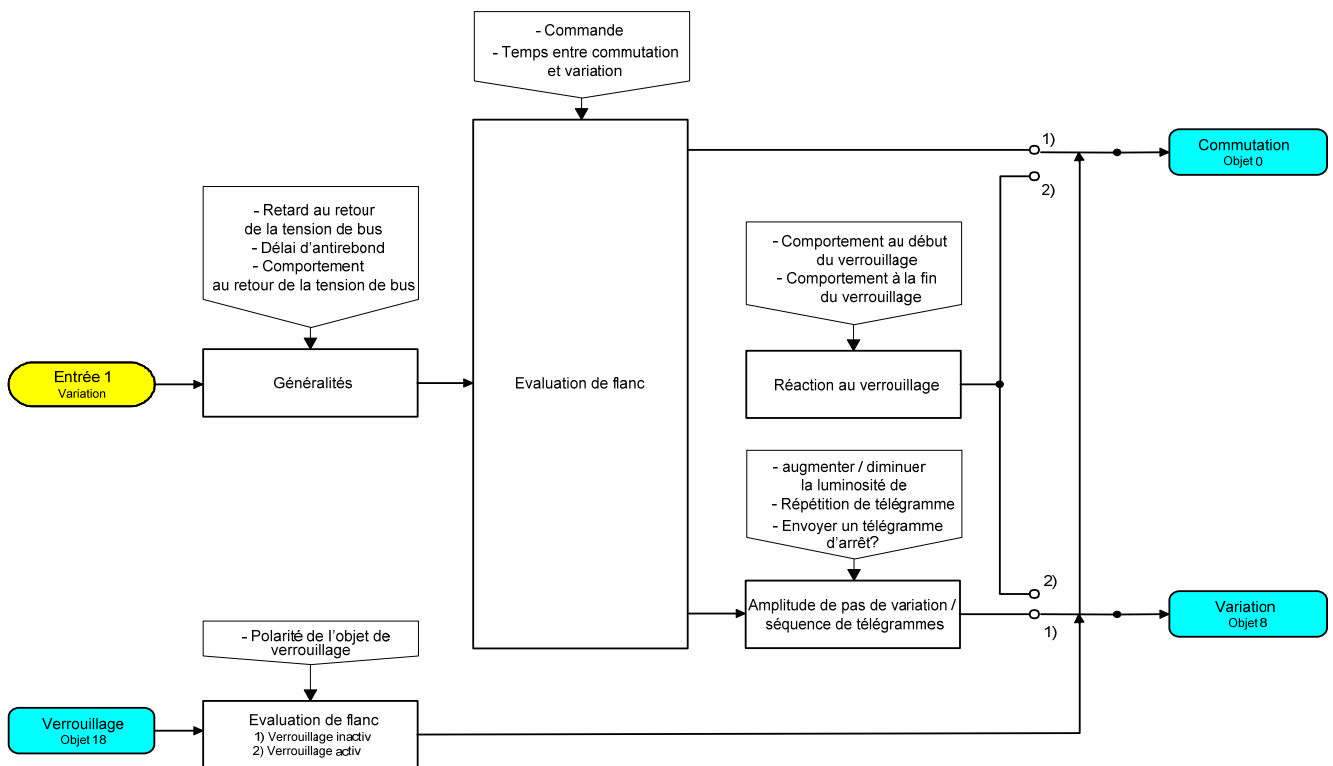 - Commande
- Temps entre commutation
et variation
1)
Commutation
Objet 0
2)
- Retard au retour
de la tension de bus
- Délai d'antirebond
- Comportement
au retour de la tension de bus
- Comportement au début
du verrouillage
- Comportement à la fin
du verrouillage
Entrée 1
Variation
Généralités
Evaluation de flanc
Réaction au verrouillage
- augmenter / diminuer
la luminosité de
- Répétition de télégramme
- Envoyer un télégramme
d'arrêt?
2)
Amplitude de pas de variation /
séquence de télégrammes
1)
Variation
Objet 8
- Polarité de l'objet de
verrouillage
Verrouillage
Objet 18
Evaluation de flanc
1) Verrouillage inactiv
2) Verrouillage activ